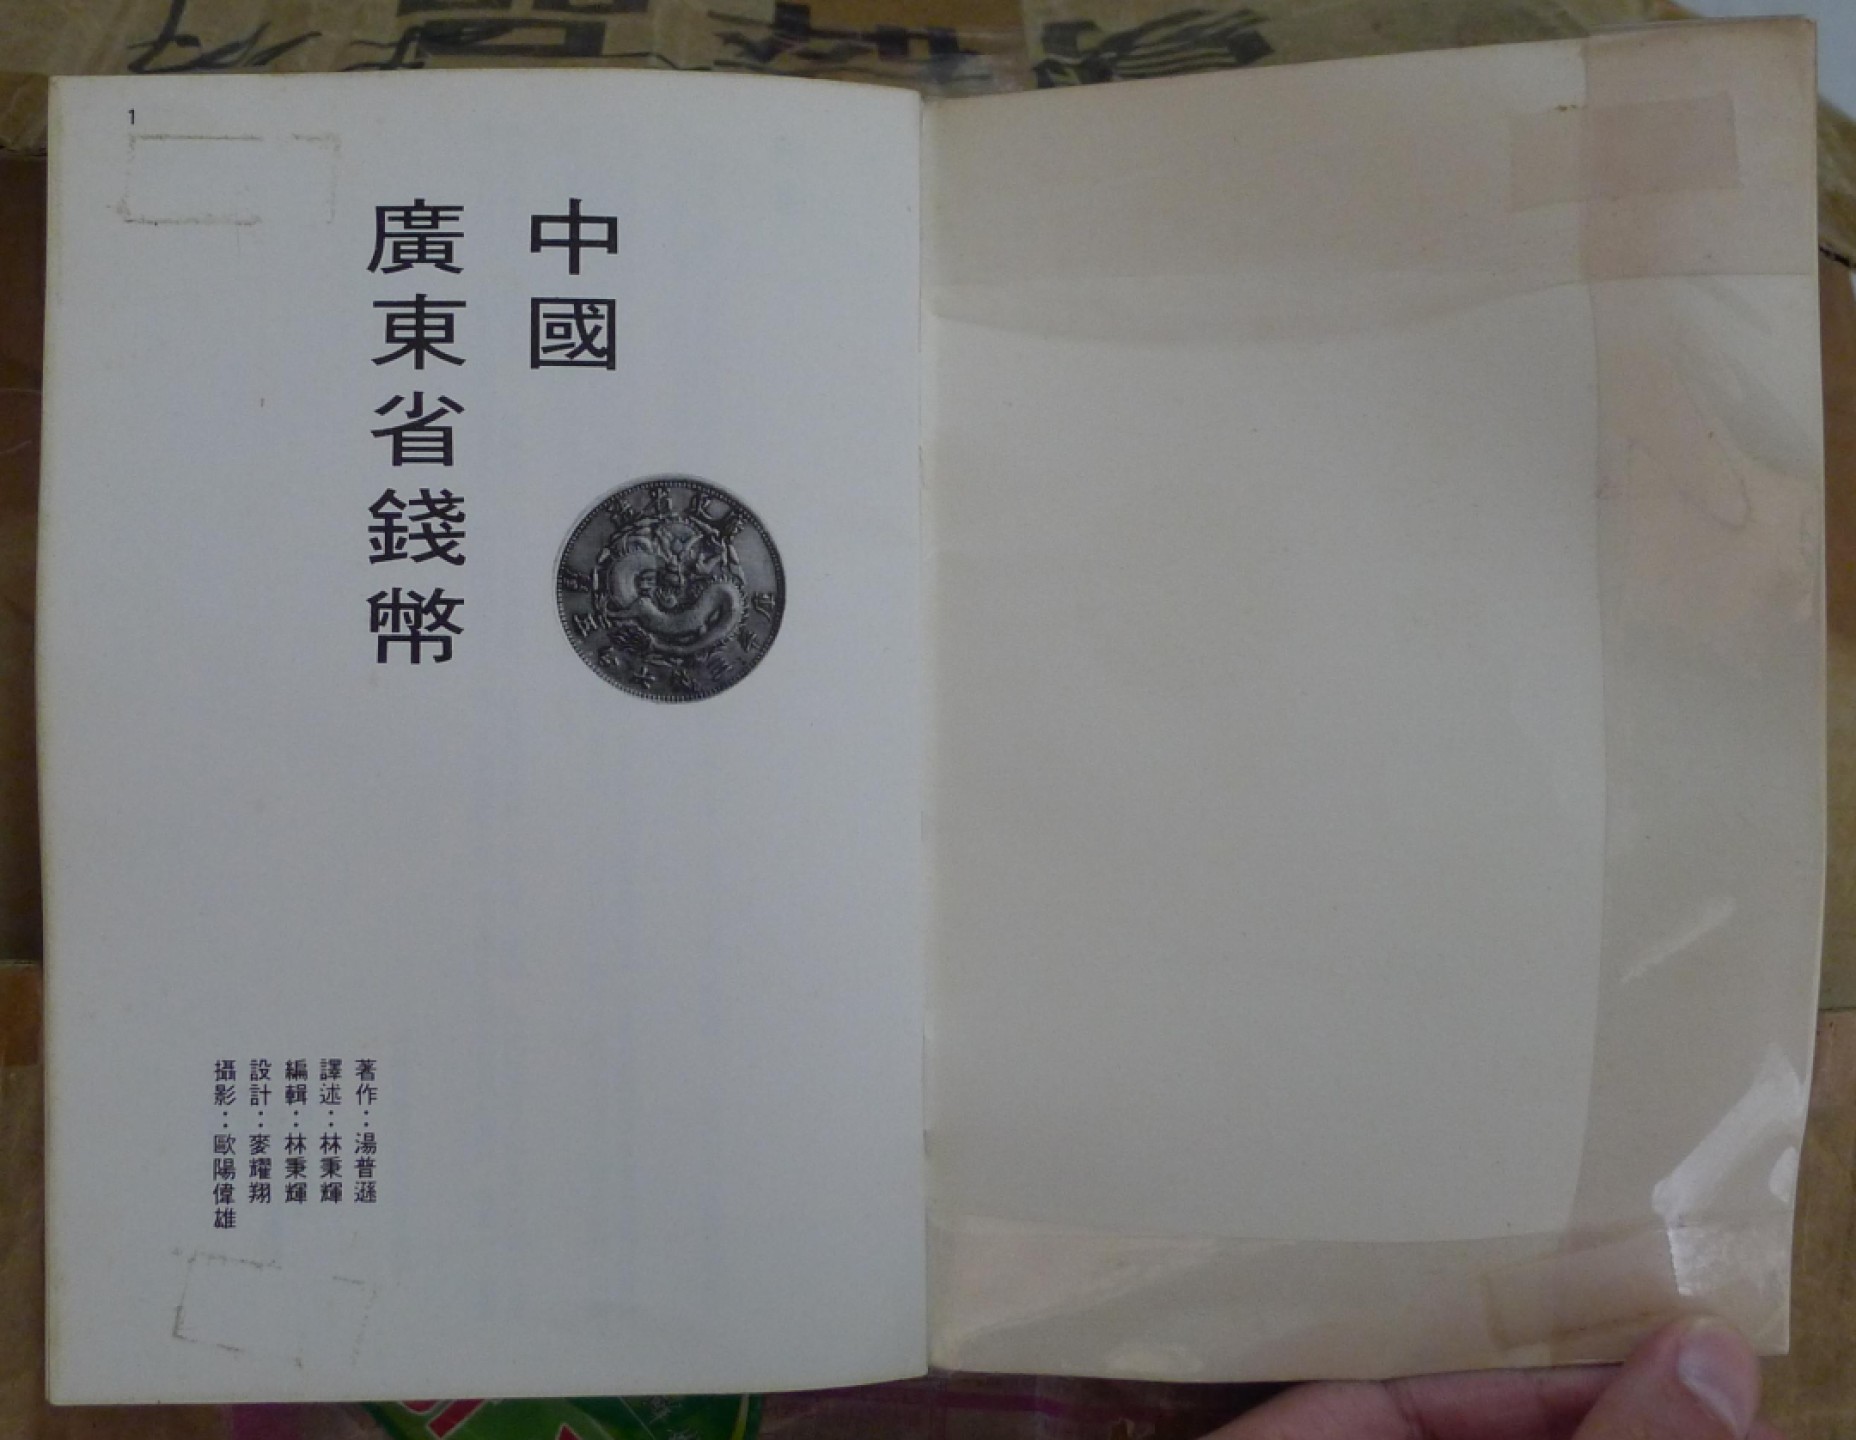 1
中國
廣東省錢幣
著作：湯普遜
譯述：林秉輝
編輯：林秉輝
設計：麥耀翔
攝影：歐陽偉雄